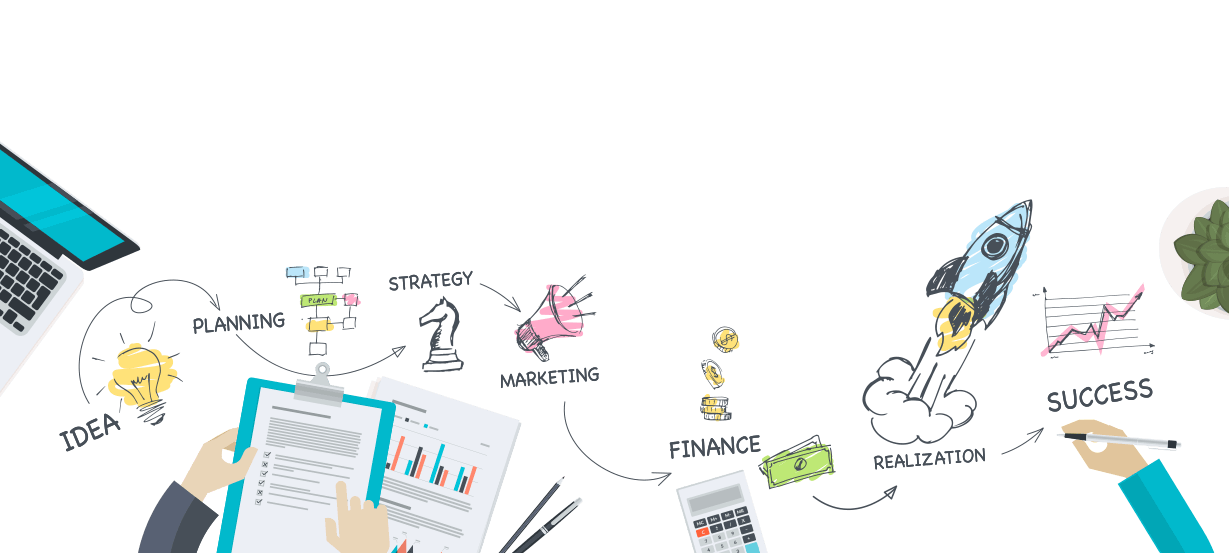 IDEA
PLANNING
PLAN
STRATEGY
MARKETING
FINANCE
REALIZATION
SUCCESS